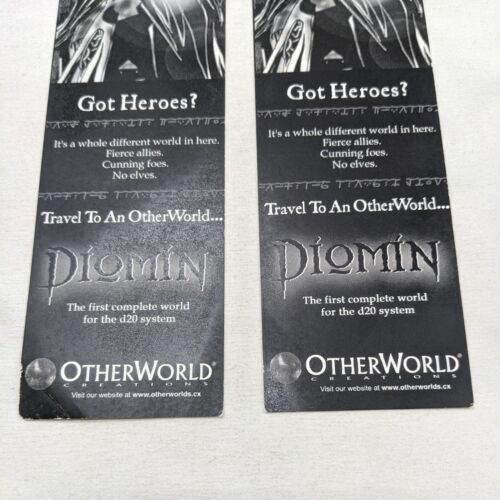 Got Heroes?
It's a whole different world in here.
Fierce allies.
Cunning foes.
No elves.
Travel To An OtherWorld...
DIOMIN
The first complete world
for the d20 system
OTHERWORLD®
CREATIONS
Visit our website at www.otherworlds.cx
Got Heroes?
It's a whole different world in here.
Fierce allies.
Cunning foes.
No elves.
Travel To An OtherWorld...
DIOMIN
The first complete world
for the d20 system
OTHERWORLD®
CREATIONS
Visit our website at www.otherworlds.cx